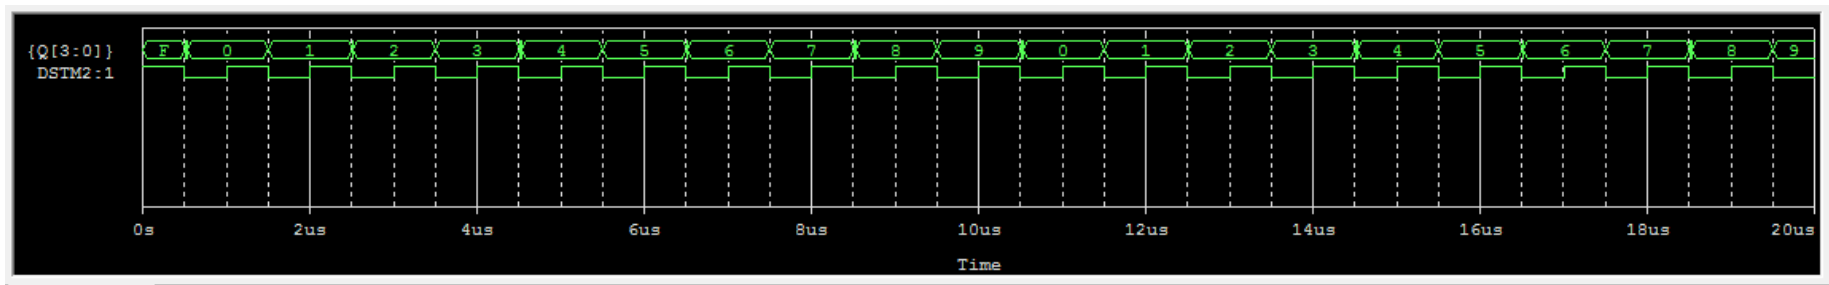 {Q[3:0]} F 0 1 2 3 4 5 6 7 8 9 0 1 2 3 4 5 6 7 8 9
DSTM2:1
0s 2us 4us 6us 8us 10us 12us 14us 16us 18us 20us
Time